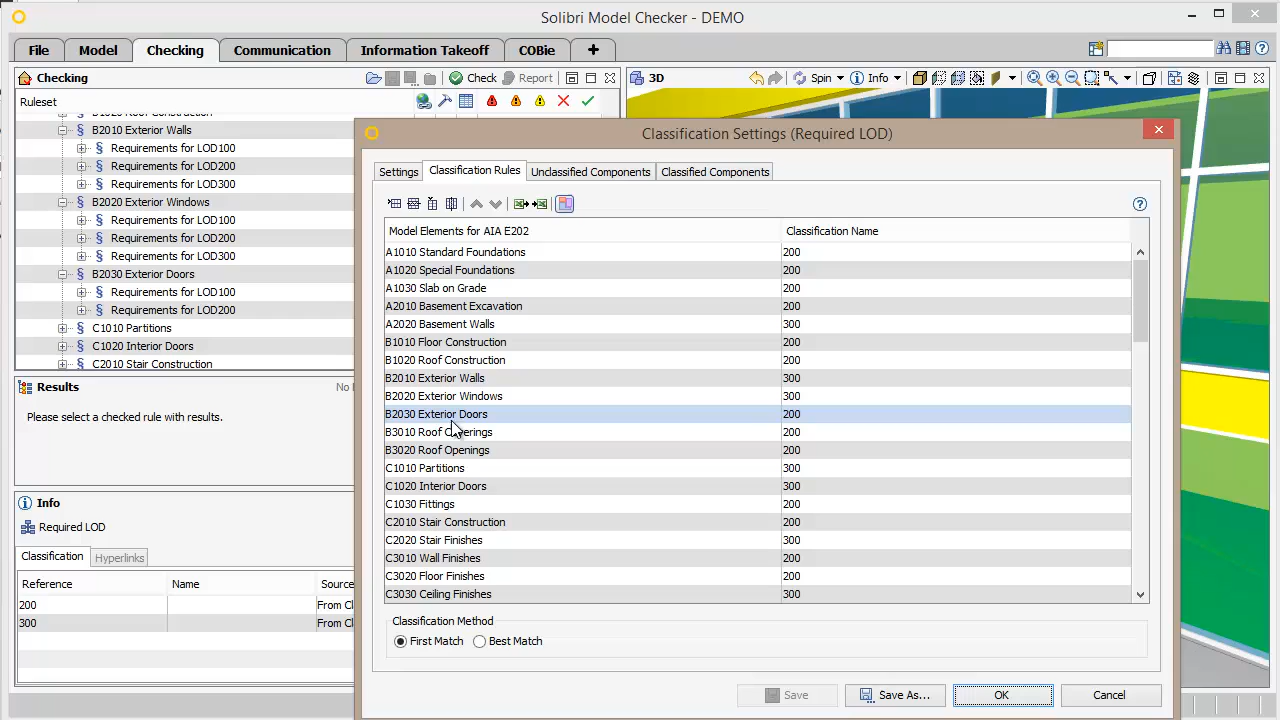 Solibri Model Checker - DEMO
File Model Checking Communication Information Takeoff COBie +
Checking Check Report
3D Spin Info
Ruleset
B2010 Exterior Walls
§ Requirements for LOD100
§ Requirements for LOD200
§ Requirements for LOD300
§ B2020 Exterior Windows
§ Requirements for LOD100
§ Requirements for LOD200
§ Requirements for LOD300
§ B2030 Exterior Doors
§ Requirements for LOD100
§ Requirements for LOD200
§ C1010 Partitions
§ C1020 Interior Doors
§ C2010 Stair Construction
Results No
Please select a checked rule with results.
Info
Required LOD
Classification Hyperlinks
Reference Name Source
200 From Cl
300 From Cl
Classification Settings (Required LOD)
Settings Classification Rules Unclassified Components Classified Components
Model Elements for AIA E202 Classification Name
A1010 Standard Foundations 200
A1020 Special Foundations 200
A1030 Slab on Grade 200
A2010 Basement Excavation 200
A2020 Basement Walls 300
B1010 Floor Construction 200
B1020 Roof Construction 200
B2010 Exterior Walls 300
B2020 Exterior Windows 300
B2030 Exterior Doors 200
B3010 Roof Openings 200
B3020 Roof Openings 200
C1010 Partitions 300
C1020 Interior Doors 300
C1030 Fittings 200
C2010 Stair Construction 200
C2020 Stair Finishes 300
C3010 Wall Finishes 200
C3020 Floor Finishes 200
C3030 Ceiling Finishes 300
Classification Method
First Match Best Match
Save Save As... OK Cancel